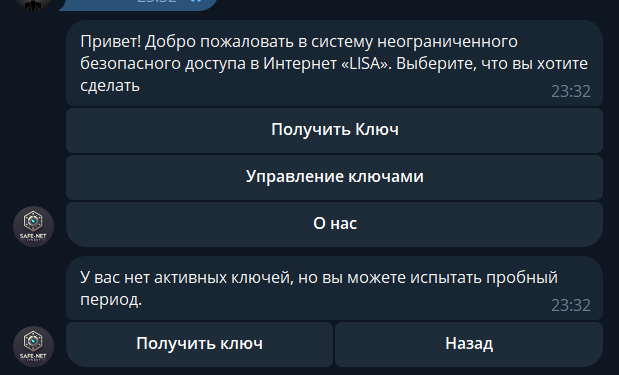 23:32
Привет! Добро пожаловать в систему неограниченного
безопасного доступа в Интернет «LISA». Выберите, что вы хотите
сделать
23:32
Получить Ключ
Управление ключами
О нас
SAFE-NET
У вас нет активных ключей, но вы можете испытать пробный
период.
23:32
Получить ключ
Назад
SAFE-NET